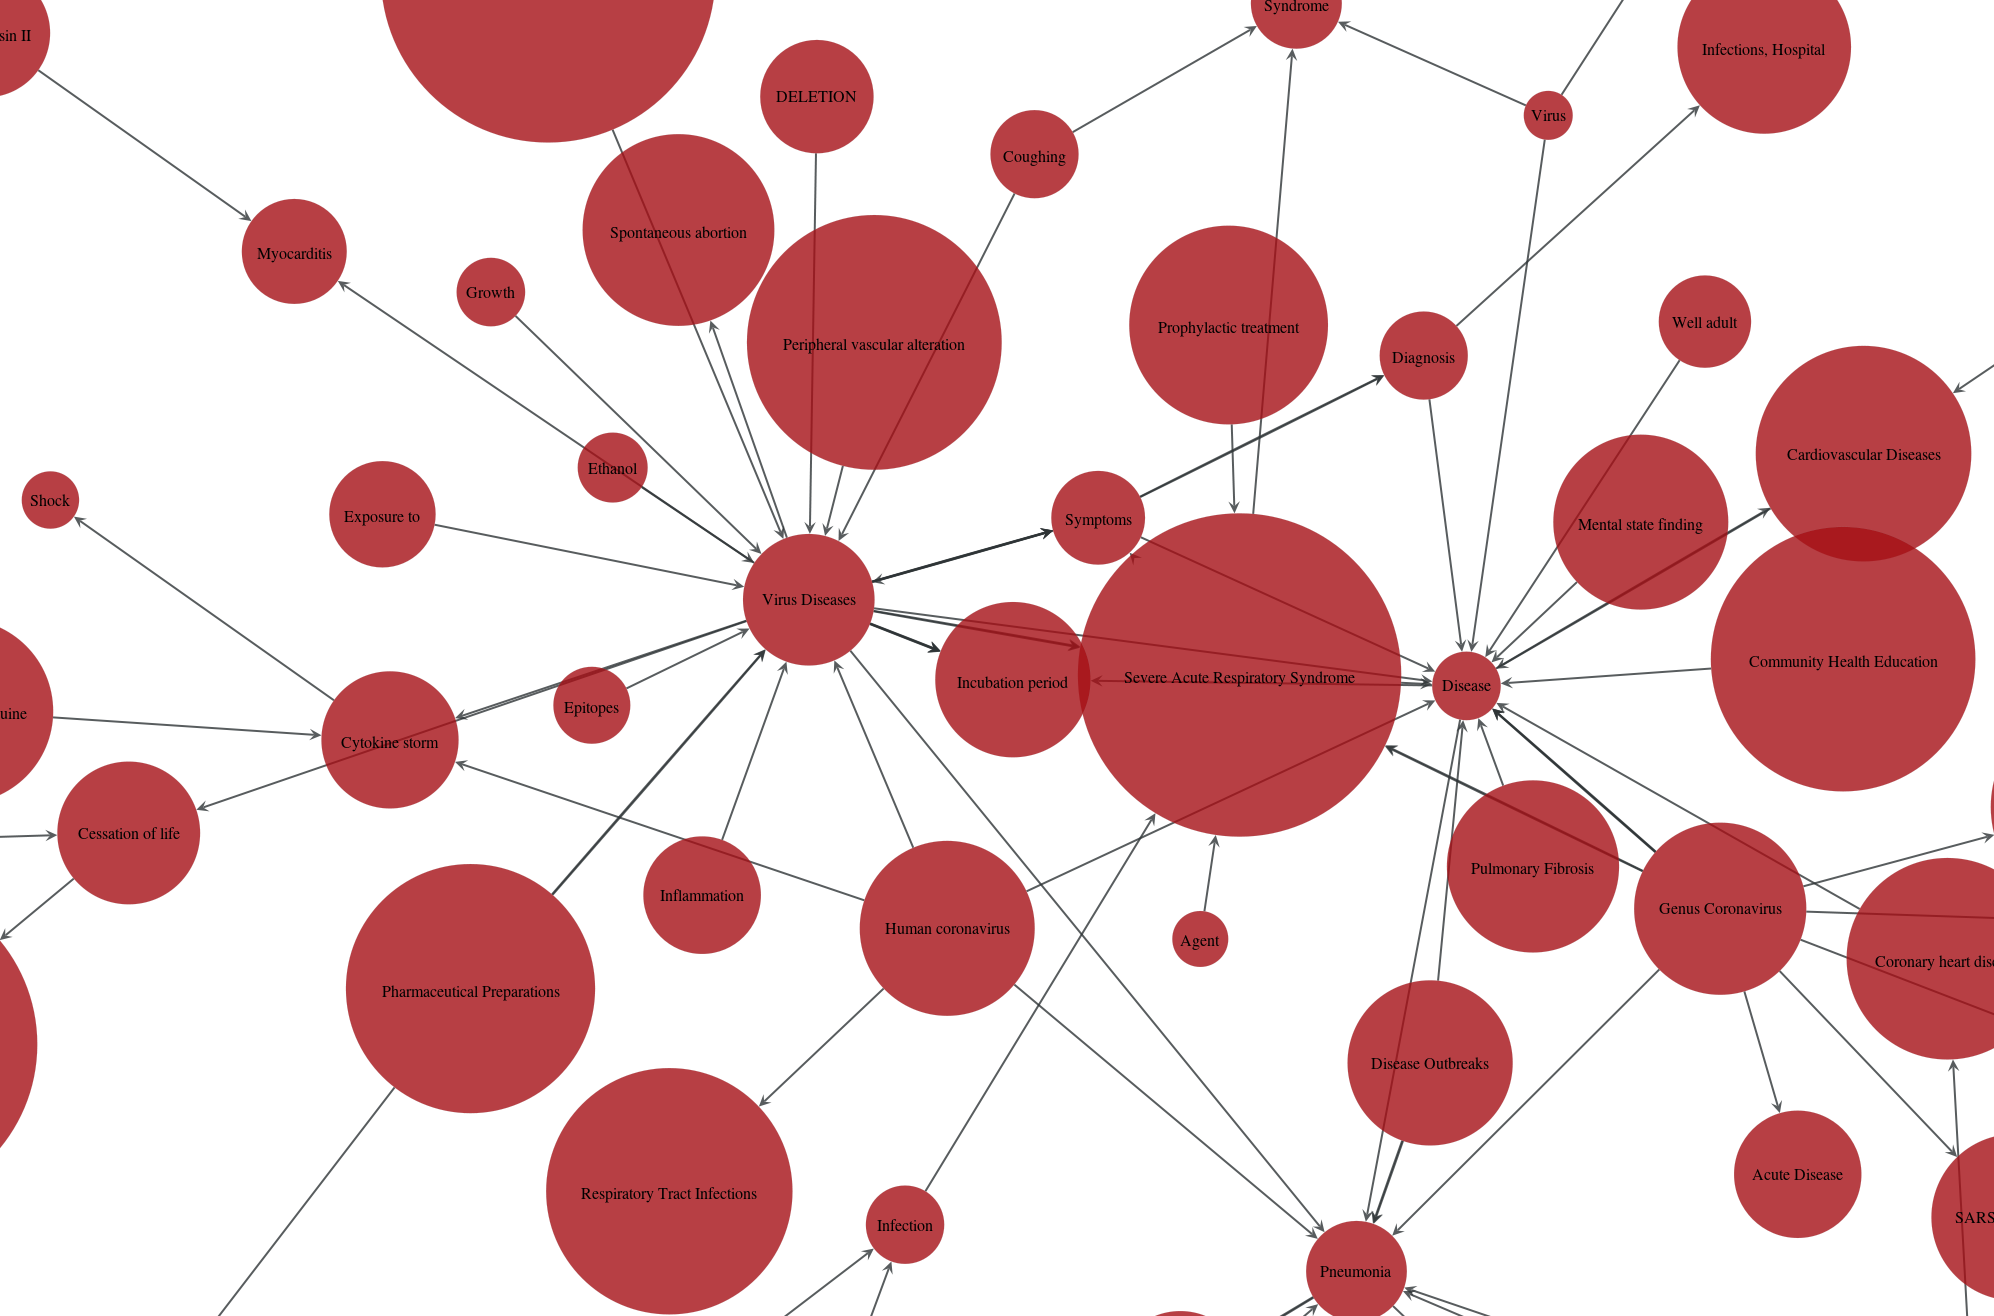 Syndrome
sin II
Infections, Hospital
DELETION
Virus
Coughing
Spontaneous abortion
Myocarditis
Growth
Well adult
Prophylactic treatment
Peripheral vascular alteration
Diagnosis
Cardiovascular Diseases
Ethanol
Shock
Exposure to
Symptoms
Mental state finding
Virus Diseases
Community Health Education
Severe Acute Respiratory Syndrome
Incubation period
Disease
Epitopes
uine
Cytokine storm
Cessation of life
Pulmonary Fibrosis
Inflammation
Genus Coronavirus
Human coronavirus
Agent
Coronary heart dise
Pharmaceutical Preparations
Disease Outbreaks
Acute Disease
Respiratory Tract Infections
SARS
Infection
Pneumonia